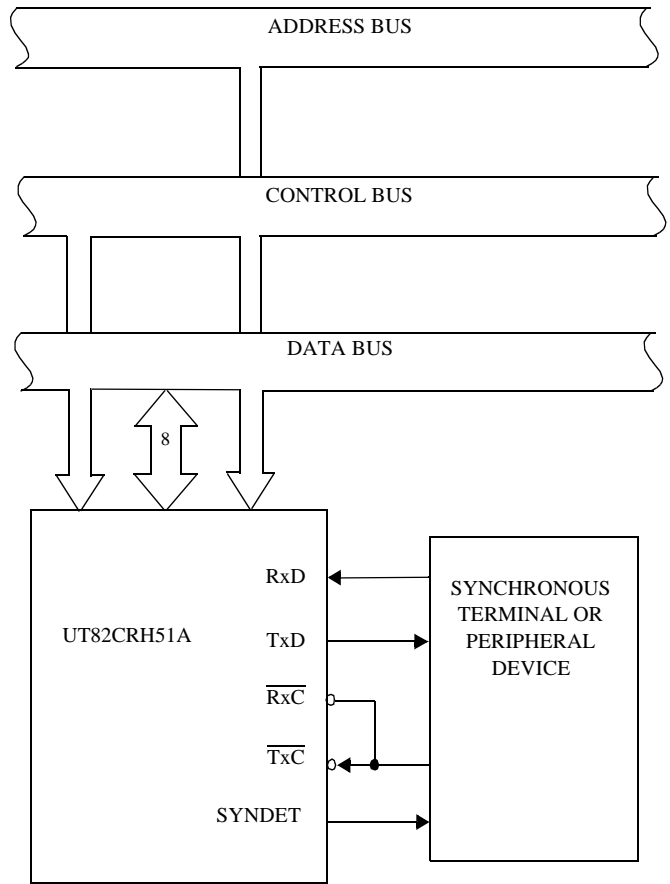 ADDRESS BUS
CONTROL BUS
DATA BUS
8
UT82CRH51A
RxD
TxD
RxC
TxC
SYNDET
SYNCHRONOUS
TERMINAL OR
PERIPHERAL
DEVICE